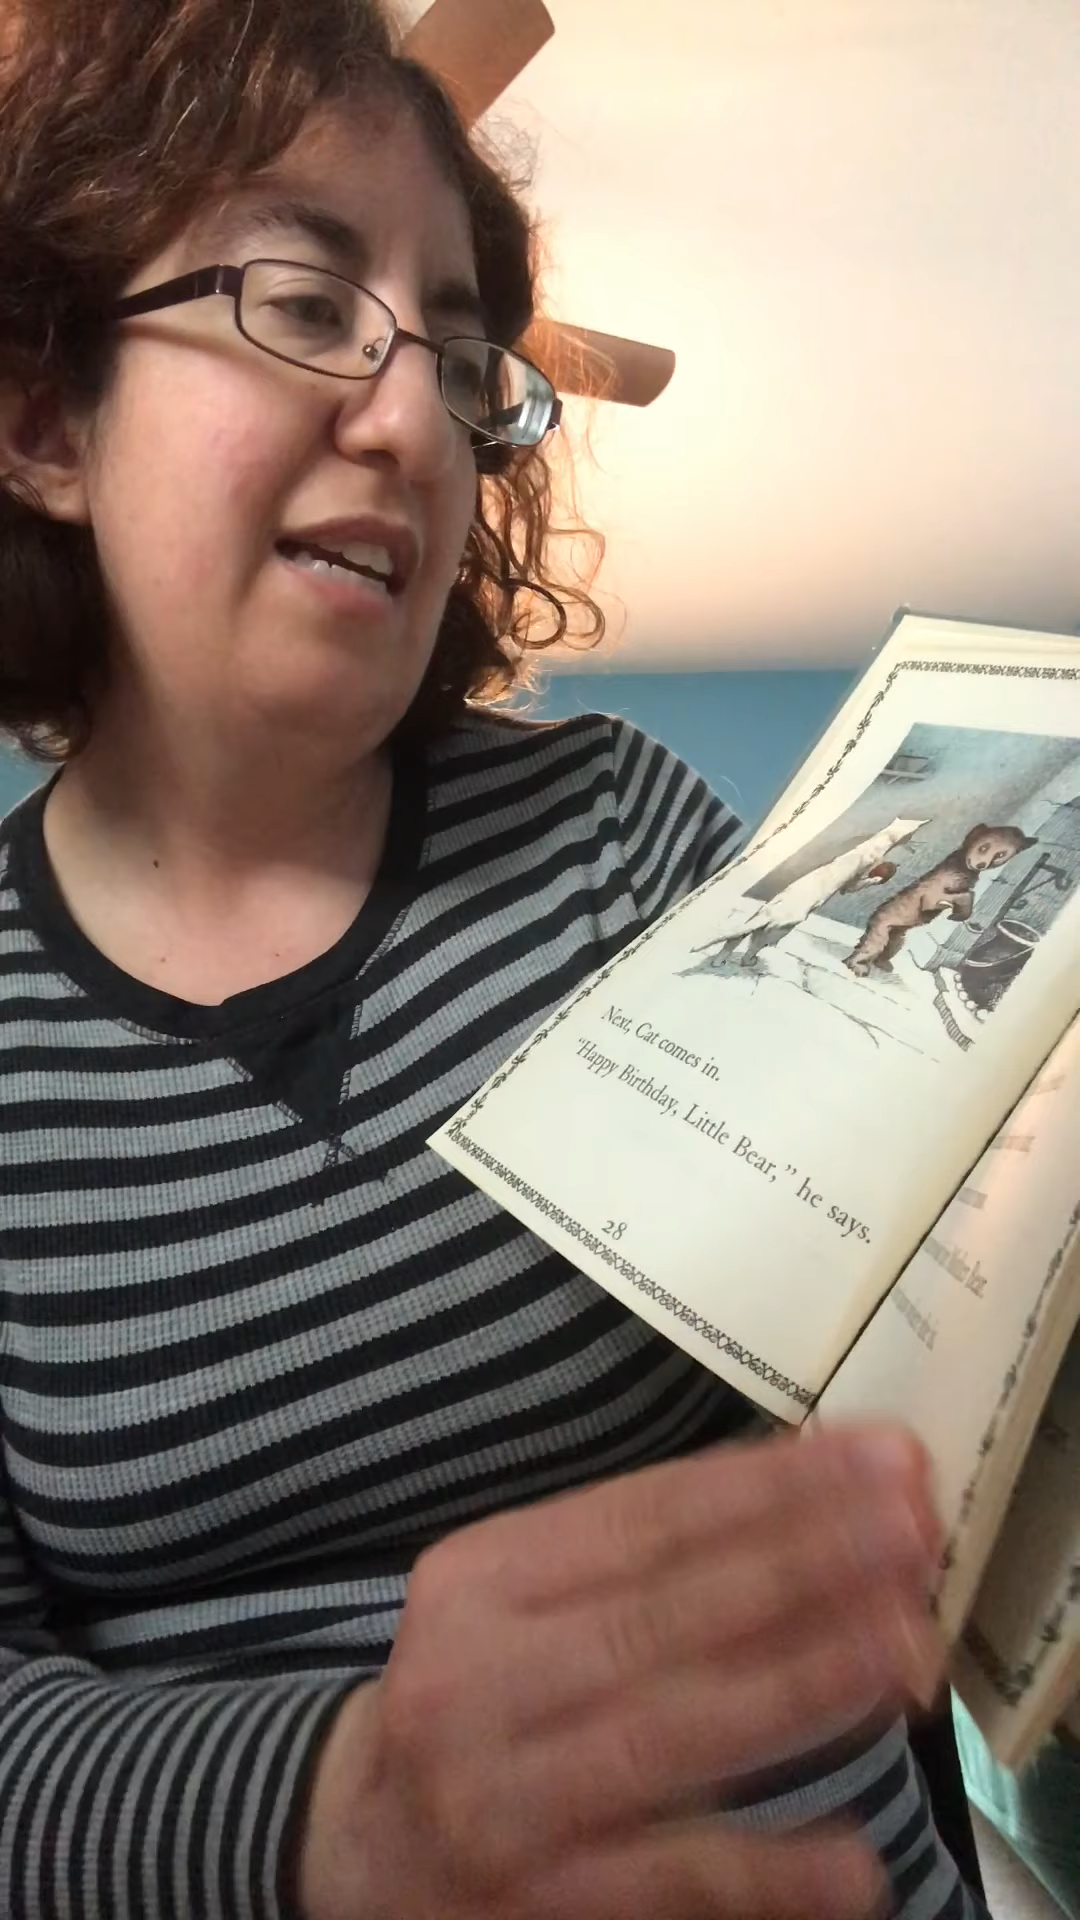 Next, Cat comes in.
“Happy Birthday, Little Bear,” he says.
28